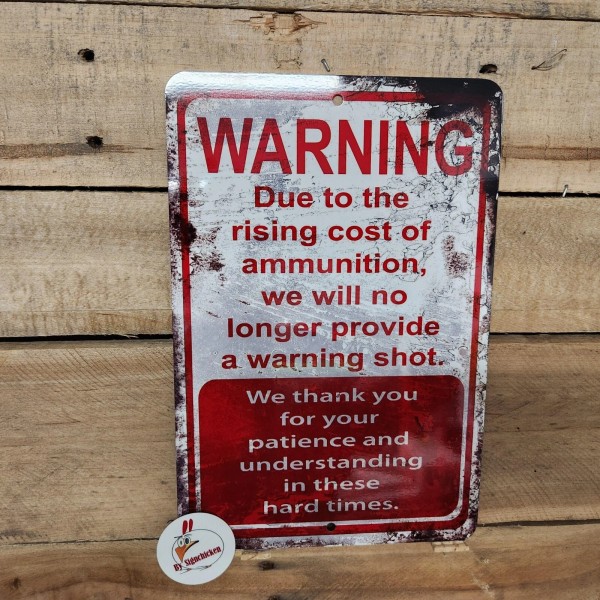 WARNING
Due to the
rising cost of
ammunition,
we will no
longer provide
a warning shot.
We thank you
for your
patience and
understanding
in these
hard times.
By Signchicken